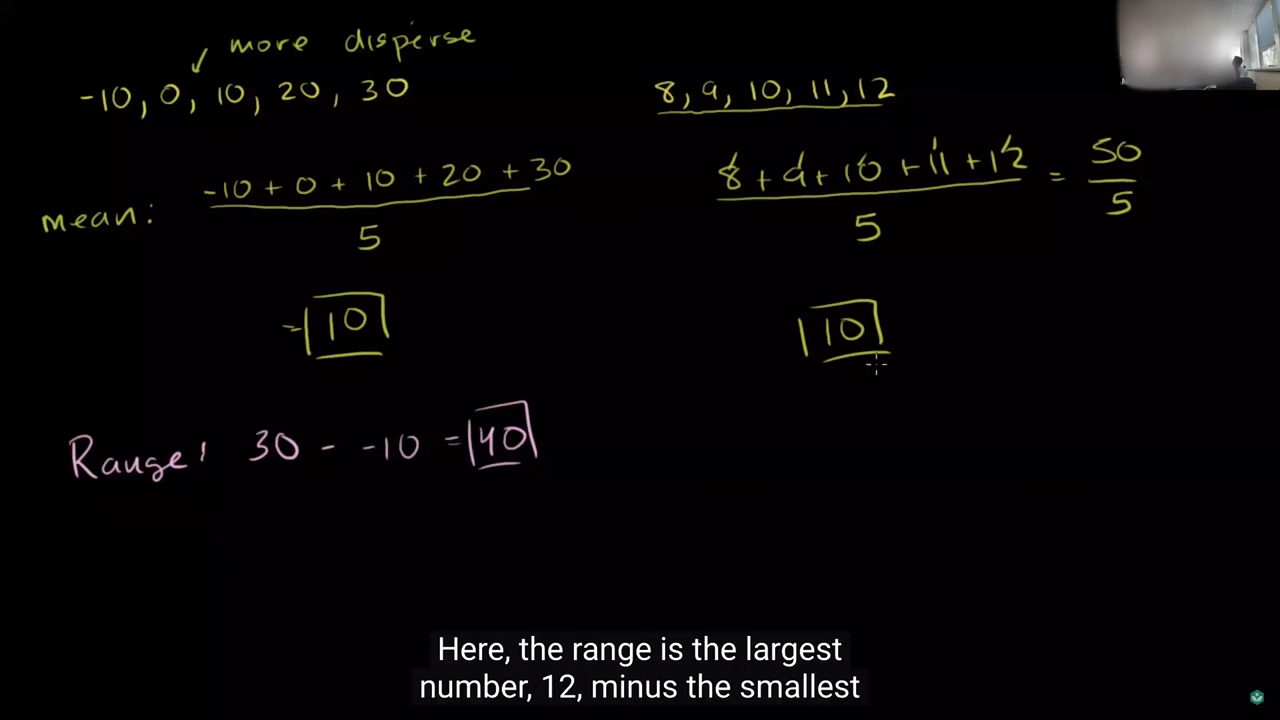 more disperse
-10, 0, 10, 20, 30
8, 9, 10, 11, 12
mean:
-10 + 0 + 10 + 20 + 30
5
= 10
8 + 9 + 10 + 11 + 12 = 50
5
5
10
Range: 30 - -10 = 40
Here, the range is the largest
number, 12, minus the smallest